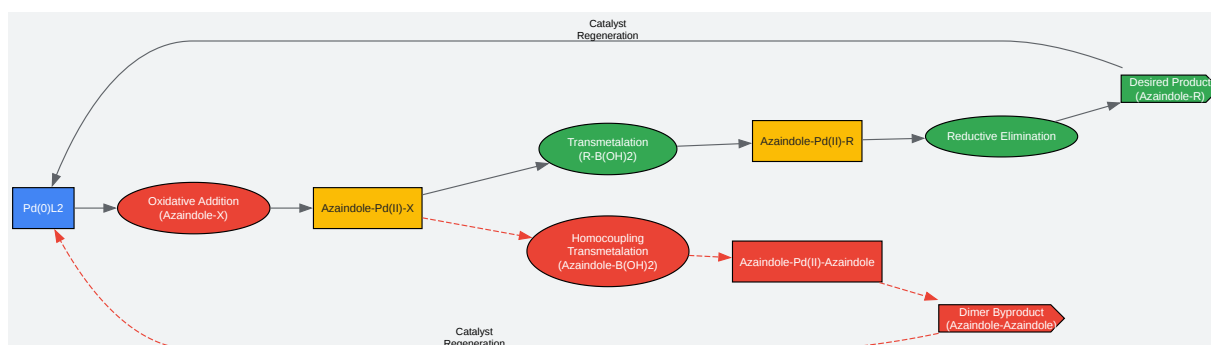 Catalyst
Regeneration
Desired Product
(Azaindole-R)
Transmetalation
(R-B(OH)2)
Azaindole-Pd(II)-R
Reductive Elimination
Pd(0)L2
Oxidative Addition
(Azaindole-X)
Azaindole-Pd(II)-X
Homocoupling
Transmetalation
(Azaindole-B(OH)2)
Azaindole-Pd(II)-Azaindole
Dimer Byproduct
(Azaindole-Azaindole)
Catalyst
Regeneration